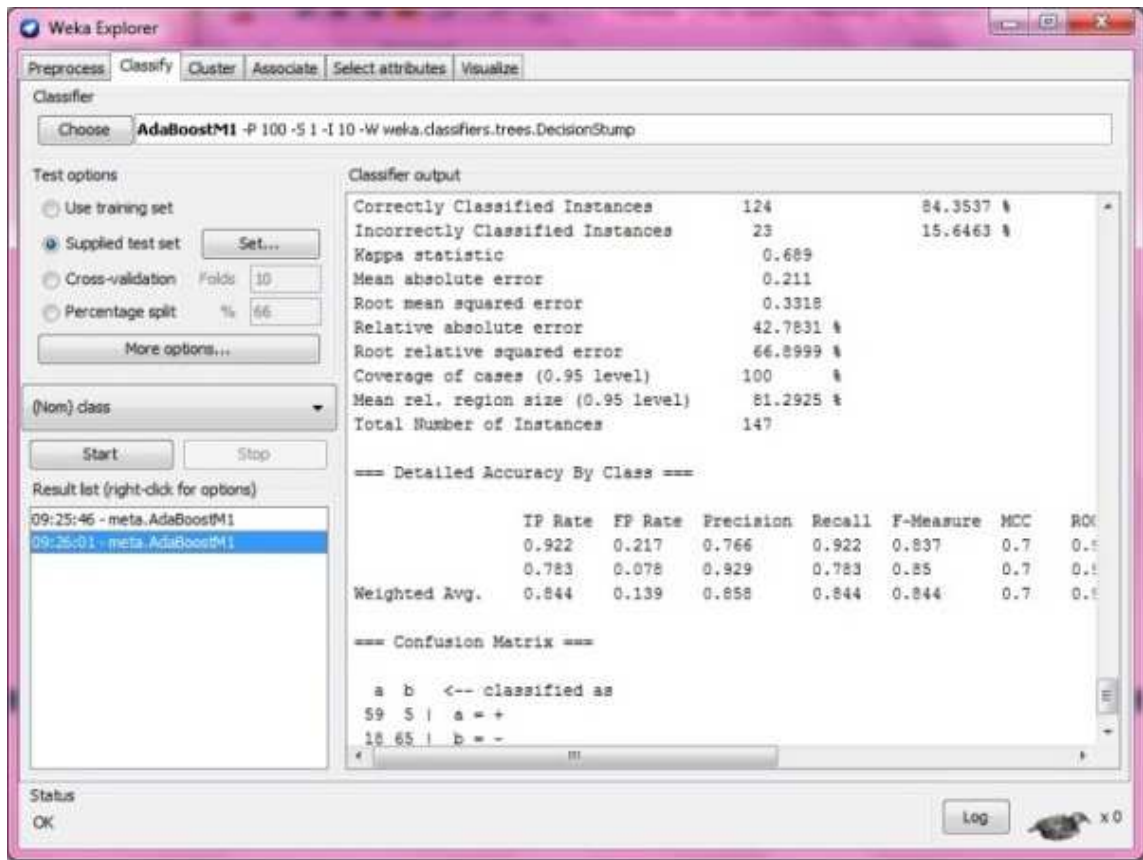 Weka Explorer
Preprocess Classify Cluster Associate Select attributes Visualize
Classifier
Choose AdaBoostM1 -P 100 -S 1 -I 10 -W weka.classifiers.trees.DecisionStump
Test options
Use training set
Supplied test set Set...
Cross-validation Folds 10
Percentage split % 66
More options...
(Nom) class
Start Stop
Result list (right-click for options)
09:25:46 - meta.AdaBoostM1
09:26:01 - meta.AdaBoostM1
Classifier output
Correctly Classified Instances 124 84.3537 %
Incorrectly Classified Instances 23 15.6463 %
Kappa statistic 0.689
Mean absolute error 0.211
Root mean squared error 0.3318
Relative absolute error 42.7831 %
Root relative squared error 66.8999 %
Coverage of cases (0.95 level) 100 %
Mean rel. region size (0.95 level) 81.2925 %
Total Number of Instances 147
=== Detailed Accuracy By Class ===
TP Rate FP Rate Precision Recall F-Measure MCC
0.922 0.217 0.766 0.922 0.837 0.7
0.783 0.078 0.929 0.783 0.85 0.7
Weighted Avg. 0.844 0.139 0.858 0.844 0.844 0.7
=== Confusion Matrix ===
a b <-- classified as
59 5 | a = +
18 65 | b = -
Status
OK
Log x 0